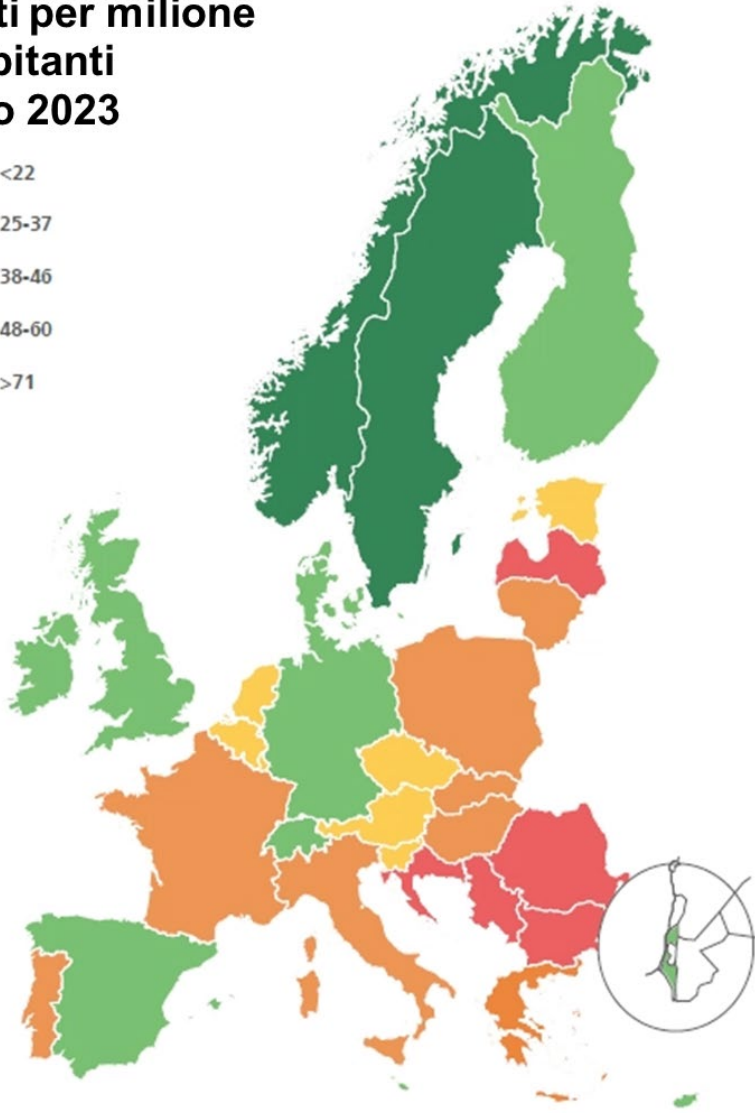 ti per milione
bitanti
o 2023
<22
25-37
38-46
48-60
>71